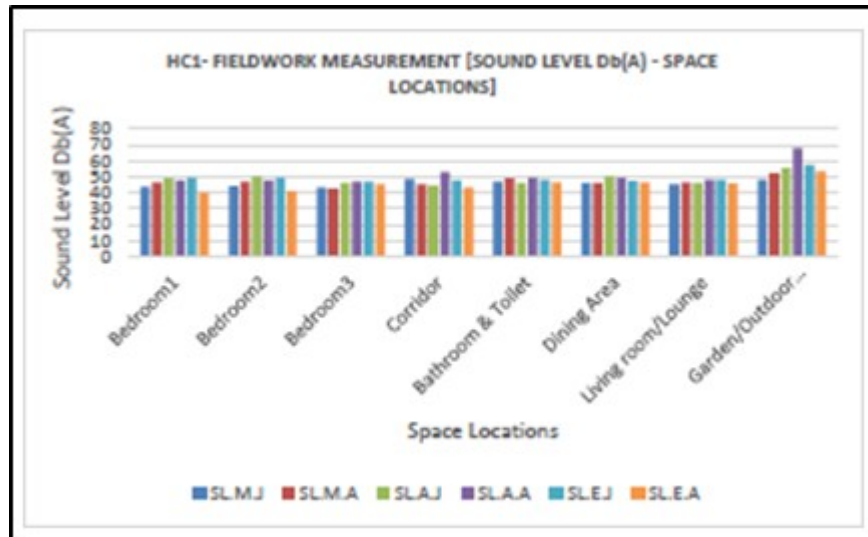 HC1- FIELDWORK MEASUREMENT [SOUND LEVEL Db(A) - SPACE
LOCATIONS]
Sound Level Db(A)
80
70
60
50
40
30
20
10
0
Bedroom1
Bedroom2
Bedroom3
Corridor
Bathroom & Toilet
Dining Area
Living room/Lounge
Garden/Outdoor...
Space Locations
SL.M.J SL.M.A SL.A.J SL.A.A SL.E.J SL.E.A